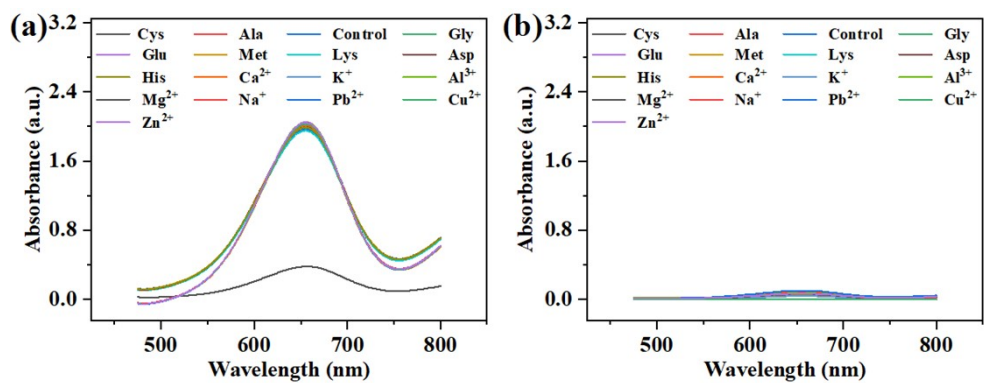 (a)
3.2
2.4
1.6
0.8
0.0
Absorbance (a.u.)
Cys Ala Control Gly
Glu Met Lys Asp
His Ca²⁺ K⁺ Al³⁺
Mg²⁺ Na⁺ Pb²⁺ Cu²⁺
Zn²⁺
500 600 700 800
Wavelength (nm)
(b)
3.2
2.4
1.6
0.8
0.0
Absorbance (a.u.)
Cys Ala Control Gly
Glu Met Lys Asp
His Ca²⁺ K⁺ Al³⁺
Mg²⁺ Na⁺ Pb²⁺ Cu²⁺
Zn²⁺
500 600 700 800
Wavelength (nm)